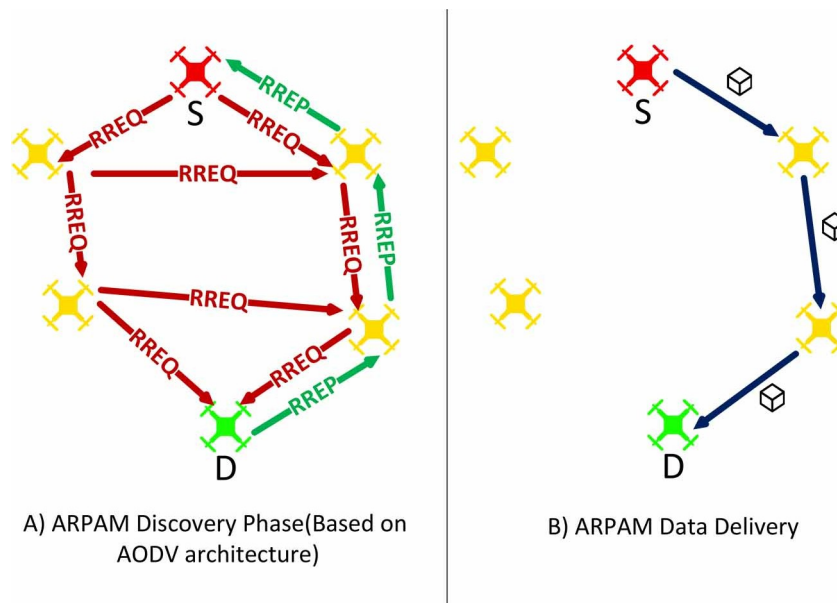 S
RREP
RREQ
RREQ
RREQ
RREQ
RREQ
RREP
RREQ
RREQ
RREQ
RREP
D
A) ARPAM Discovery Phase(Based on
AODV architecture)
S
D
B) ARPAM Data Delivery